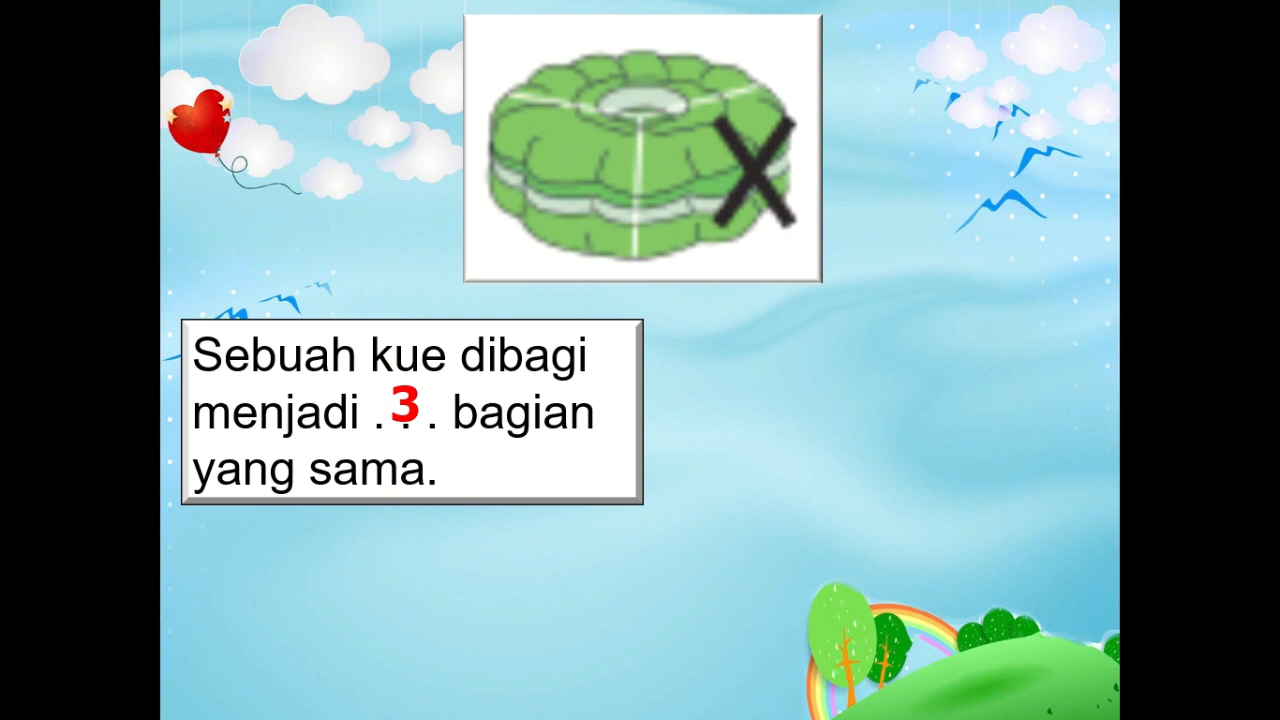 Sebuah kue dibagi
menjadi . 3 . bagian
yang sama.